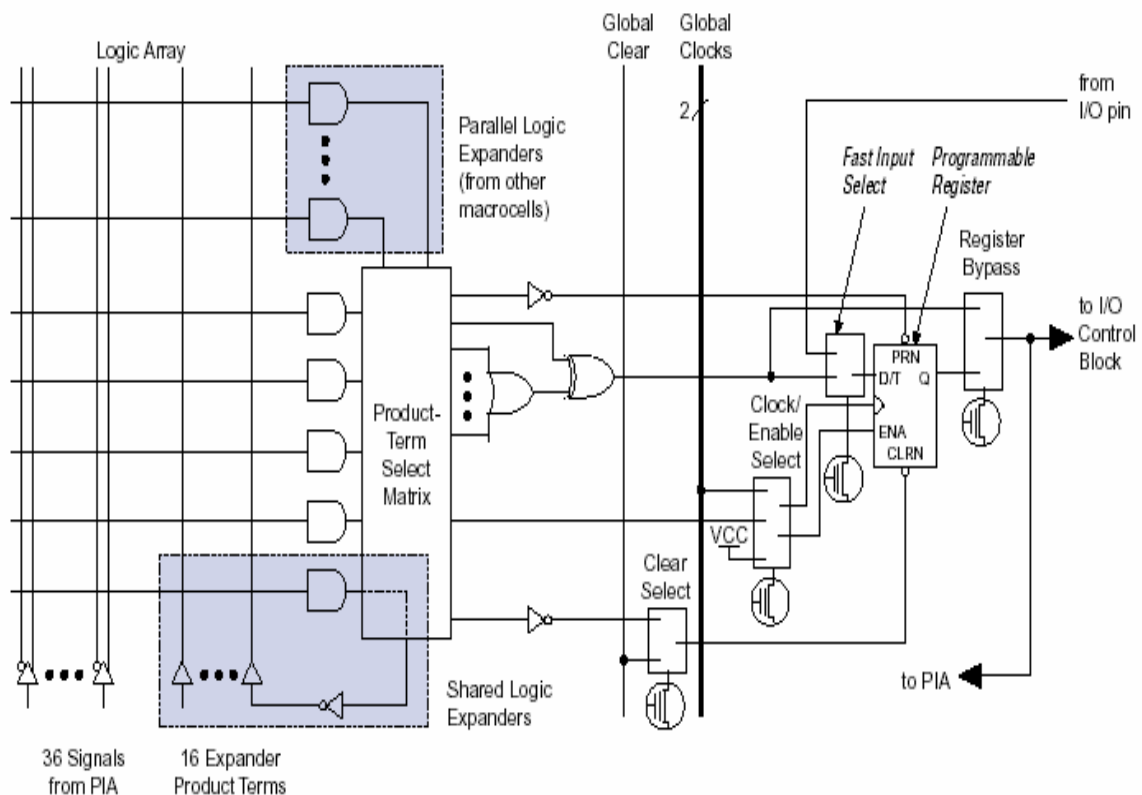 Logic Array
Global
Clear
Global
Clocks
2
from
I/O pin
Parallel Logic
Expanders
(from other
macrocells)
Fast Input
Select
Programmable
Register
Register
Bypass
to I/O
Control
Block
PRN
D/T
Q
ENA
CLRN
Clock/
Enable
Select
Product-
Term
Select
Matrix
VCC
Clear
Select
to PIA
Shared Logic
Expanders
36 Signals
from PIA
16 Expander
Product Terms